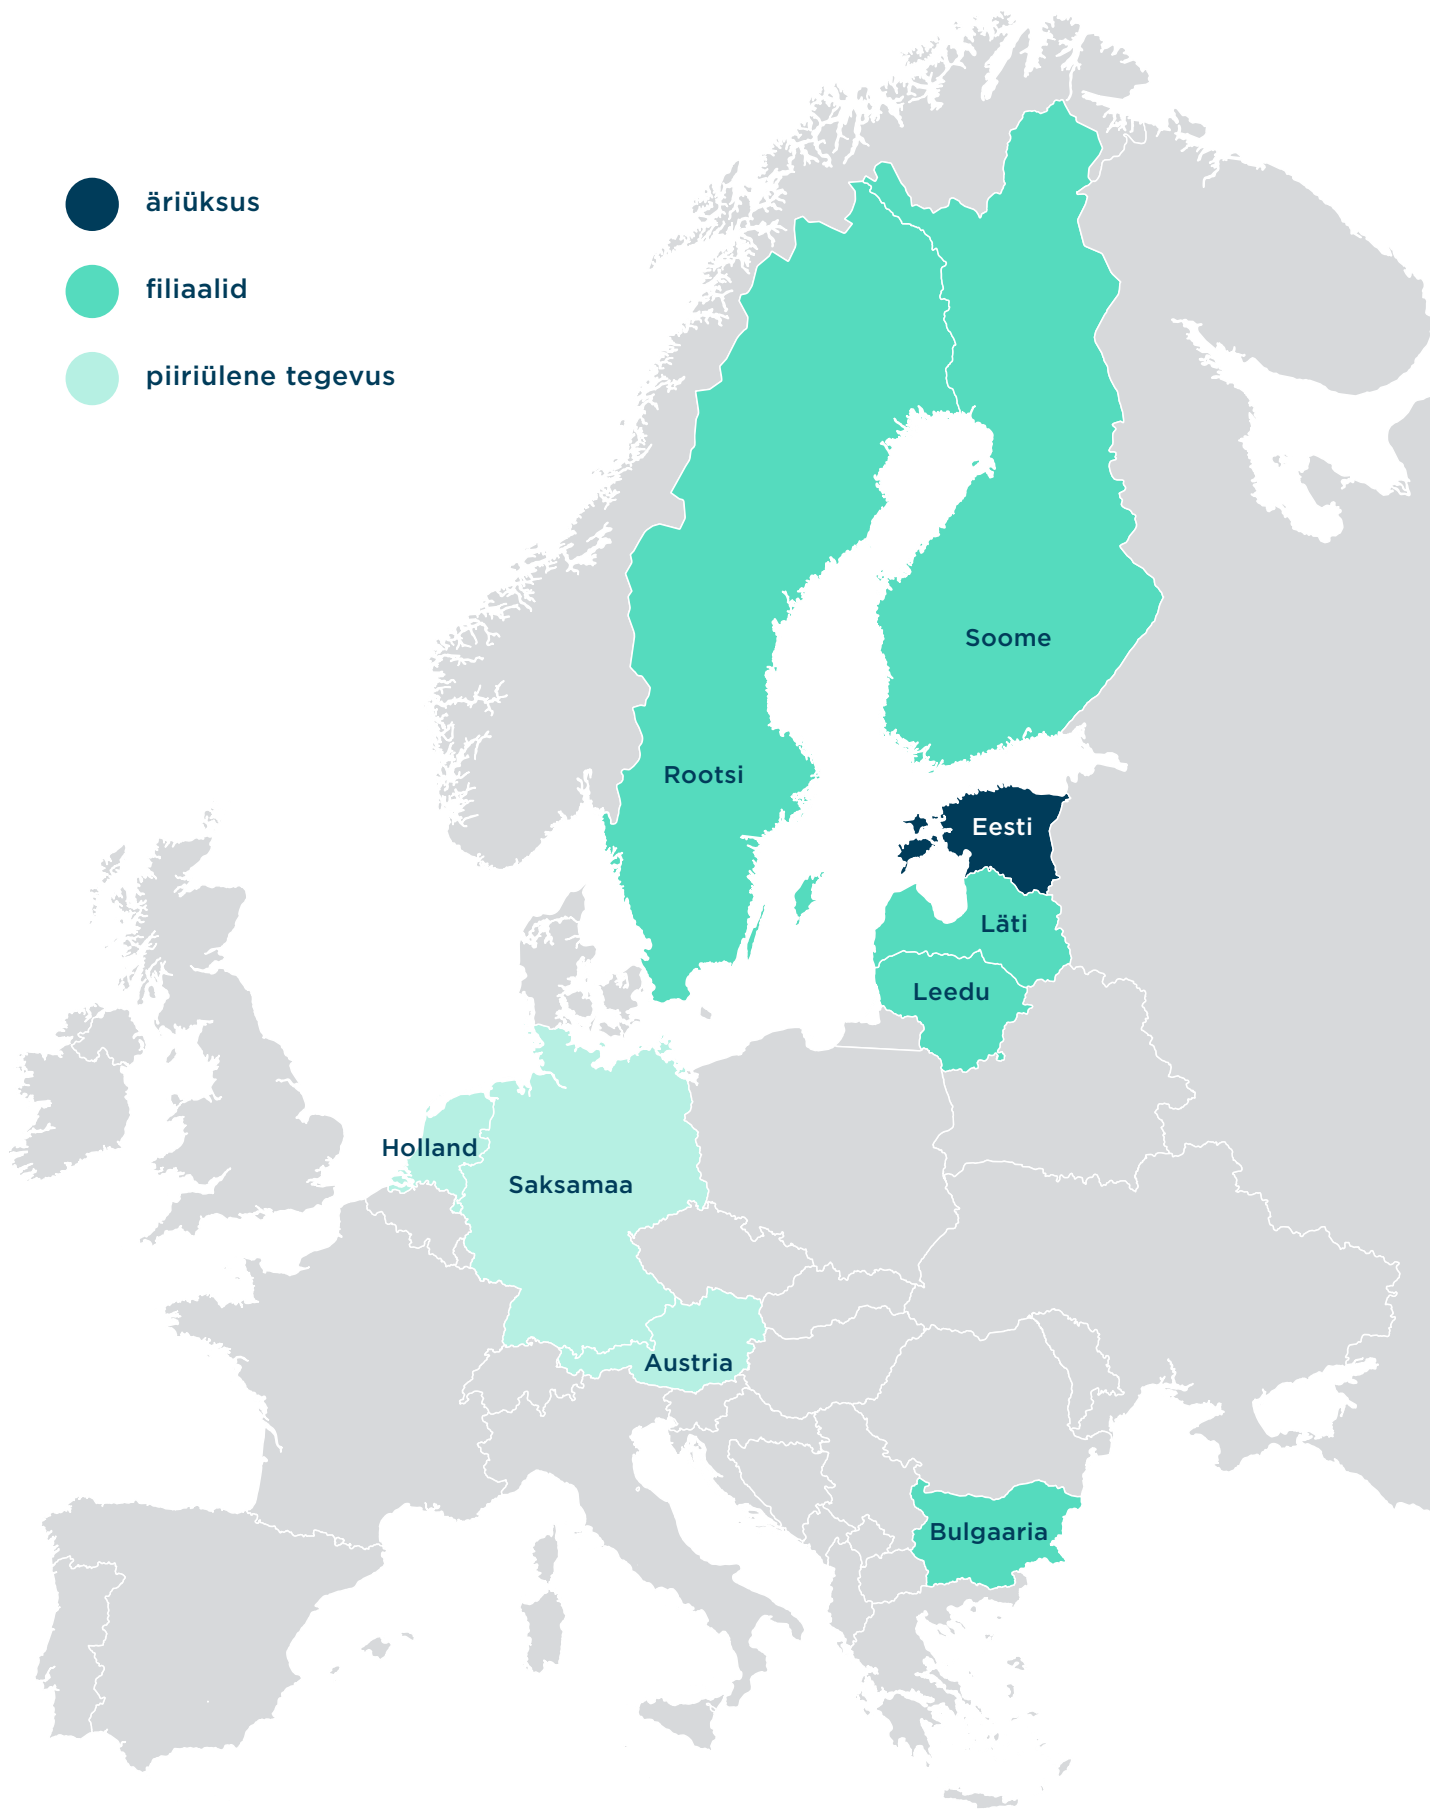 äriüksus
filiaalid
piiriülene tegevus
Soome
Rootsi
Eesti
Läti
Leedu
Holland
Saksamaa
Austria
Bulgaaria